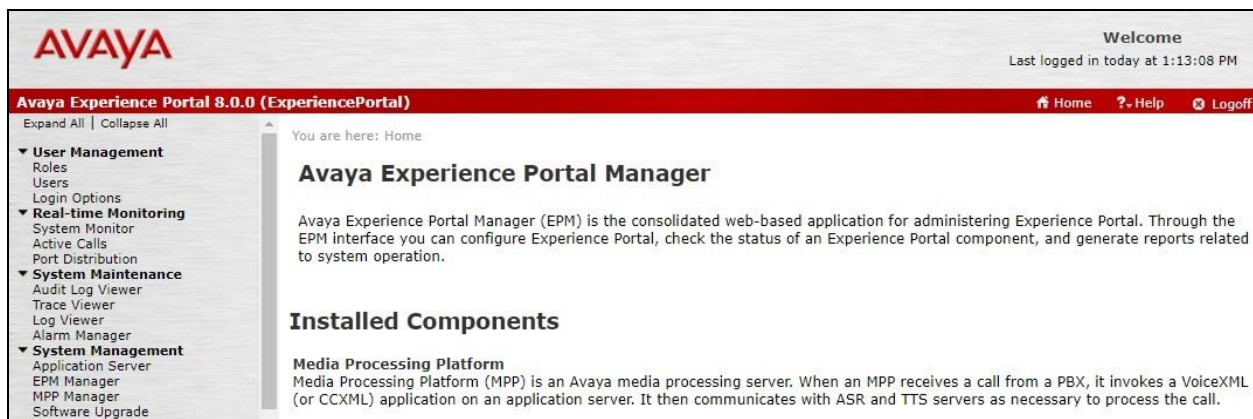 AVAYA
Welcome
Last logged in today at 1:13:08 PM
Avaya Experience Portal 8.0.0 (ExperiencePortal)
Home ? Help Logoff
Expand All | Collapse All
User Management
Roles
Users
Login Options
Real-time Monitoring
System Monitor
Active Calls
Port Distribution
System Maintenance
Audit Log Viewer
Trace Viewer
Log Viewer
Alarm Manager
System Management
Application Server
EPM Manager
MPP Manager
Software Upgrade
You are here: Home
Avaya Experience Portal Manager
Avaya Experience Portal Manager (EPM) is the consolidated web-based application for administering Experience Portal. Through the
EPM interface you can configure Experience Portal, check the status of an Experience Portal component, and generate reports related
to system operation.
Installed Components
Media Processing Platform
Media Processing Platform (MPP) is an Avaya media processing server. When an MPP receives a call from a PBX, it invokes a VoiceXML
(or CCXML) application on an application server. It then communicates with ASR and TTS servers as necessary to process the call.